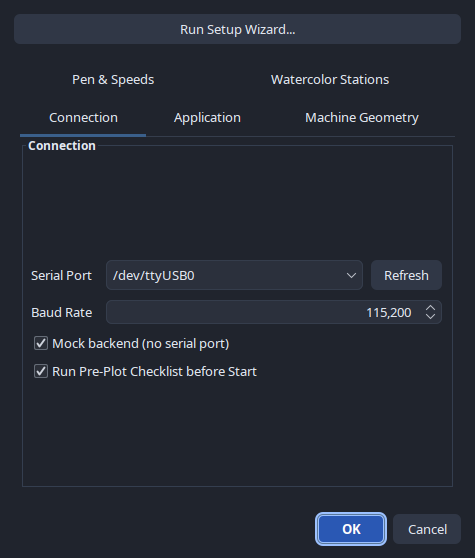 Run Setup Wizard...
Pen & Speeds
Watercolor Stations
Connection
Application
Machine Geometry
Connection
Serial Port
/dev/ttyUSB0
Refresh
Baud Rate
115,200
Mock backend (no serial port)
Run Pre-Plot Checklist before Start
OK
Cancel